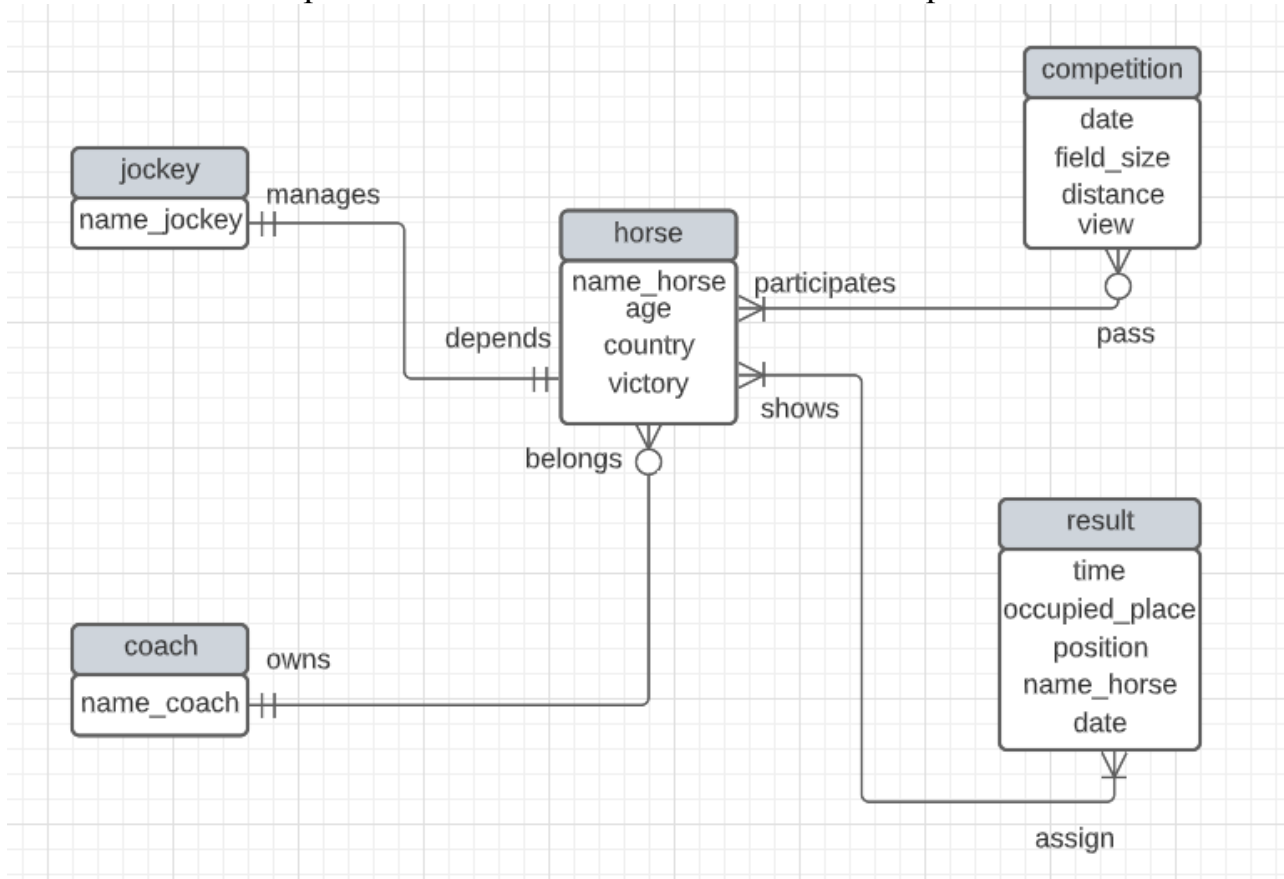 competition
date
field_size
distance
view
jockey
name_jockey
manages
horse
name_horse
age
country
victory
participates
pass
depends
shows
belongs
result
time
occupied_place
position
name_horse
date
coach
name_coach
owns
assign